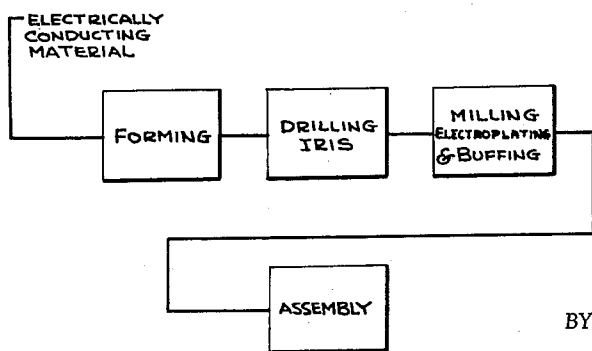 ELECTRICALLY
CONDUCTING
MATERIAL
FORMING
DRILLING
IRIS
MILLING
ELECTROPLATING
& BUFFING
ASSEMBLY
BY